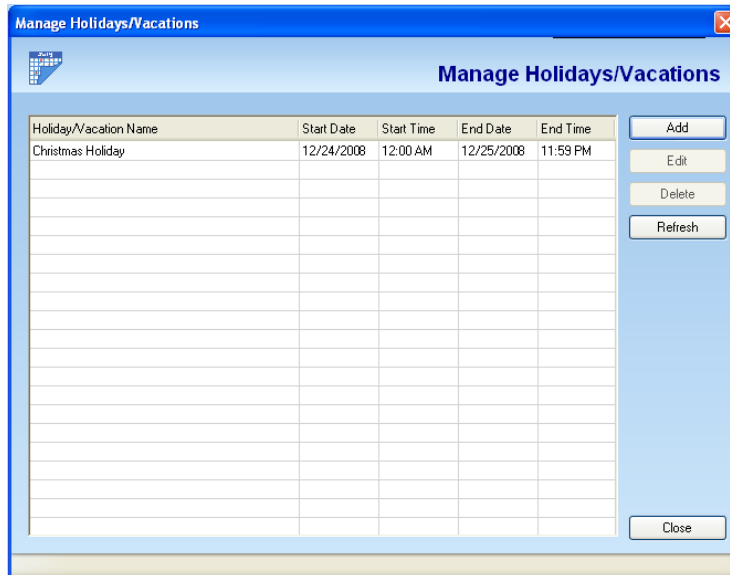 Manage Holidays/Vacations
Manage Holidays/Vacations
Holiday/Vacation Name Start Date Start Time End Date End Time
Christmas Holiday 12/24/2008 12:00 AM 12/25/2008 11:59 PM
Add
Edit
Delete
Refresh
Close